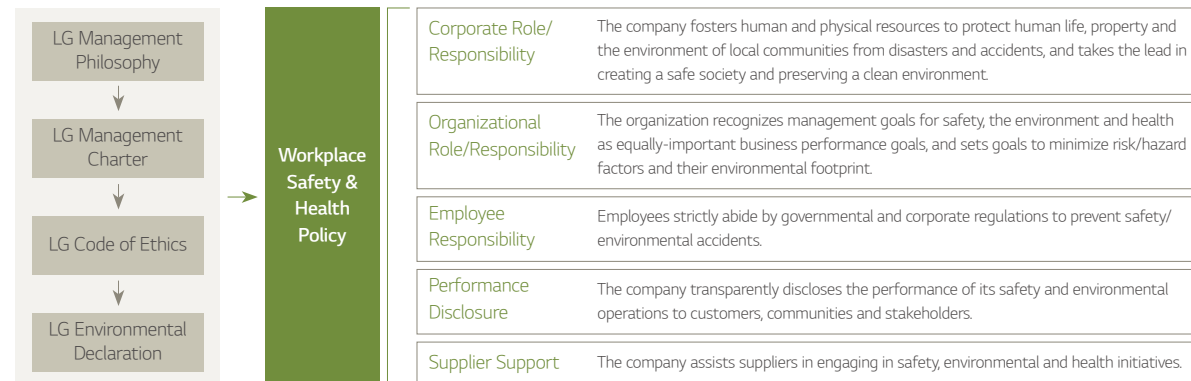 LG Management
Philosophy
LG Management
Charter
LG Code of Ethics
LG Environmental
Declaration
Workplace
Safety &
Health
Policy
Corporate Role/
Responsibility
The company fosters human and physical resources to protect human life, property and
the environment of local communities from disasters and accidents, and takes the lead in
creating a safe society and preserving a clean environment.
Organizational
Role/Responsibility
The organization recognizes management goals for safety, the environment and health
as equally-important business performance goals, and sets goals to minimize risk/hazard
factors and their environmental footprint.
Employee
Responsibility
Employees strictly abide by governmental and corporate regulations to prevent safety/
environmental accidents.
Performance
Disclosure
The company transparently discloses the performance of its safety and environmental
operations to customers, communities and stakeholders.
Supplier Support
The company assists suppliers in engaging in safety, environmental and health initiatives.